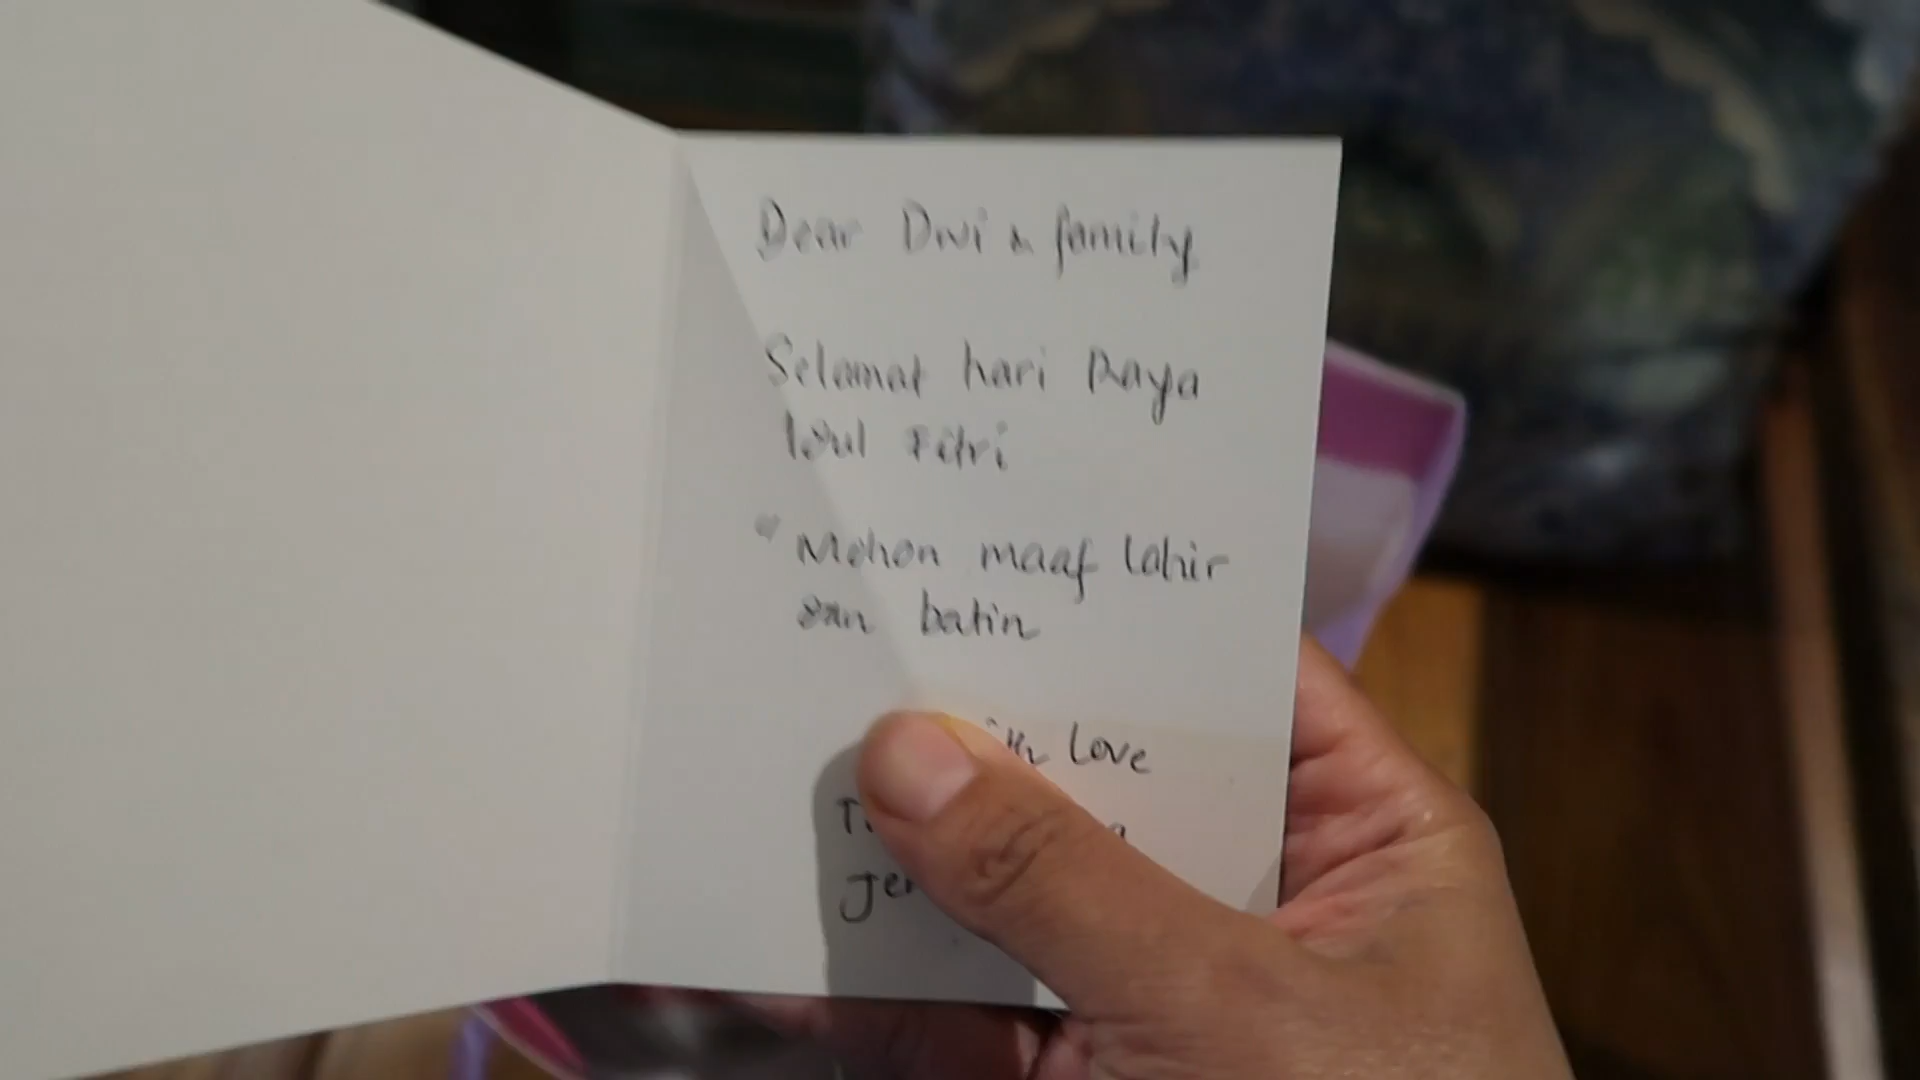 Dear Dwi & family
Selamat hari Raya
Idul Fitri
" Mohon maaf lahir
dan batin
Love